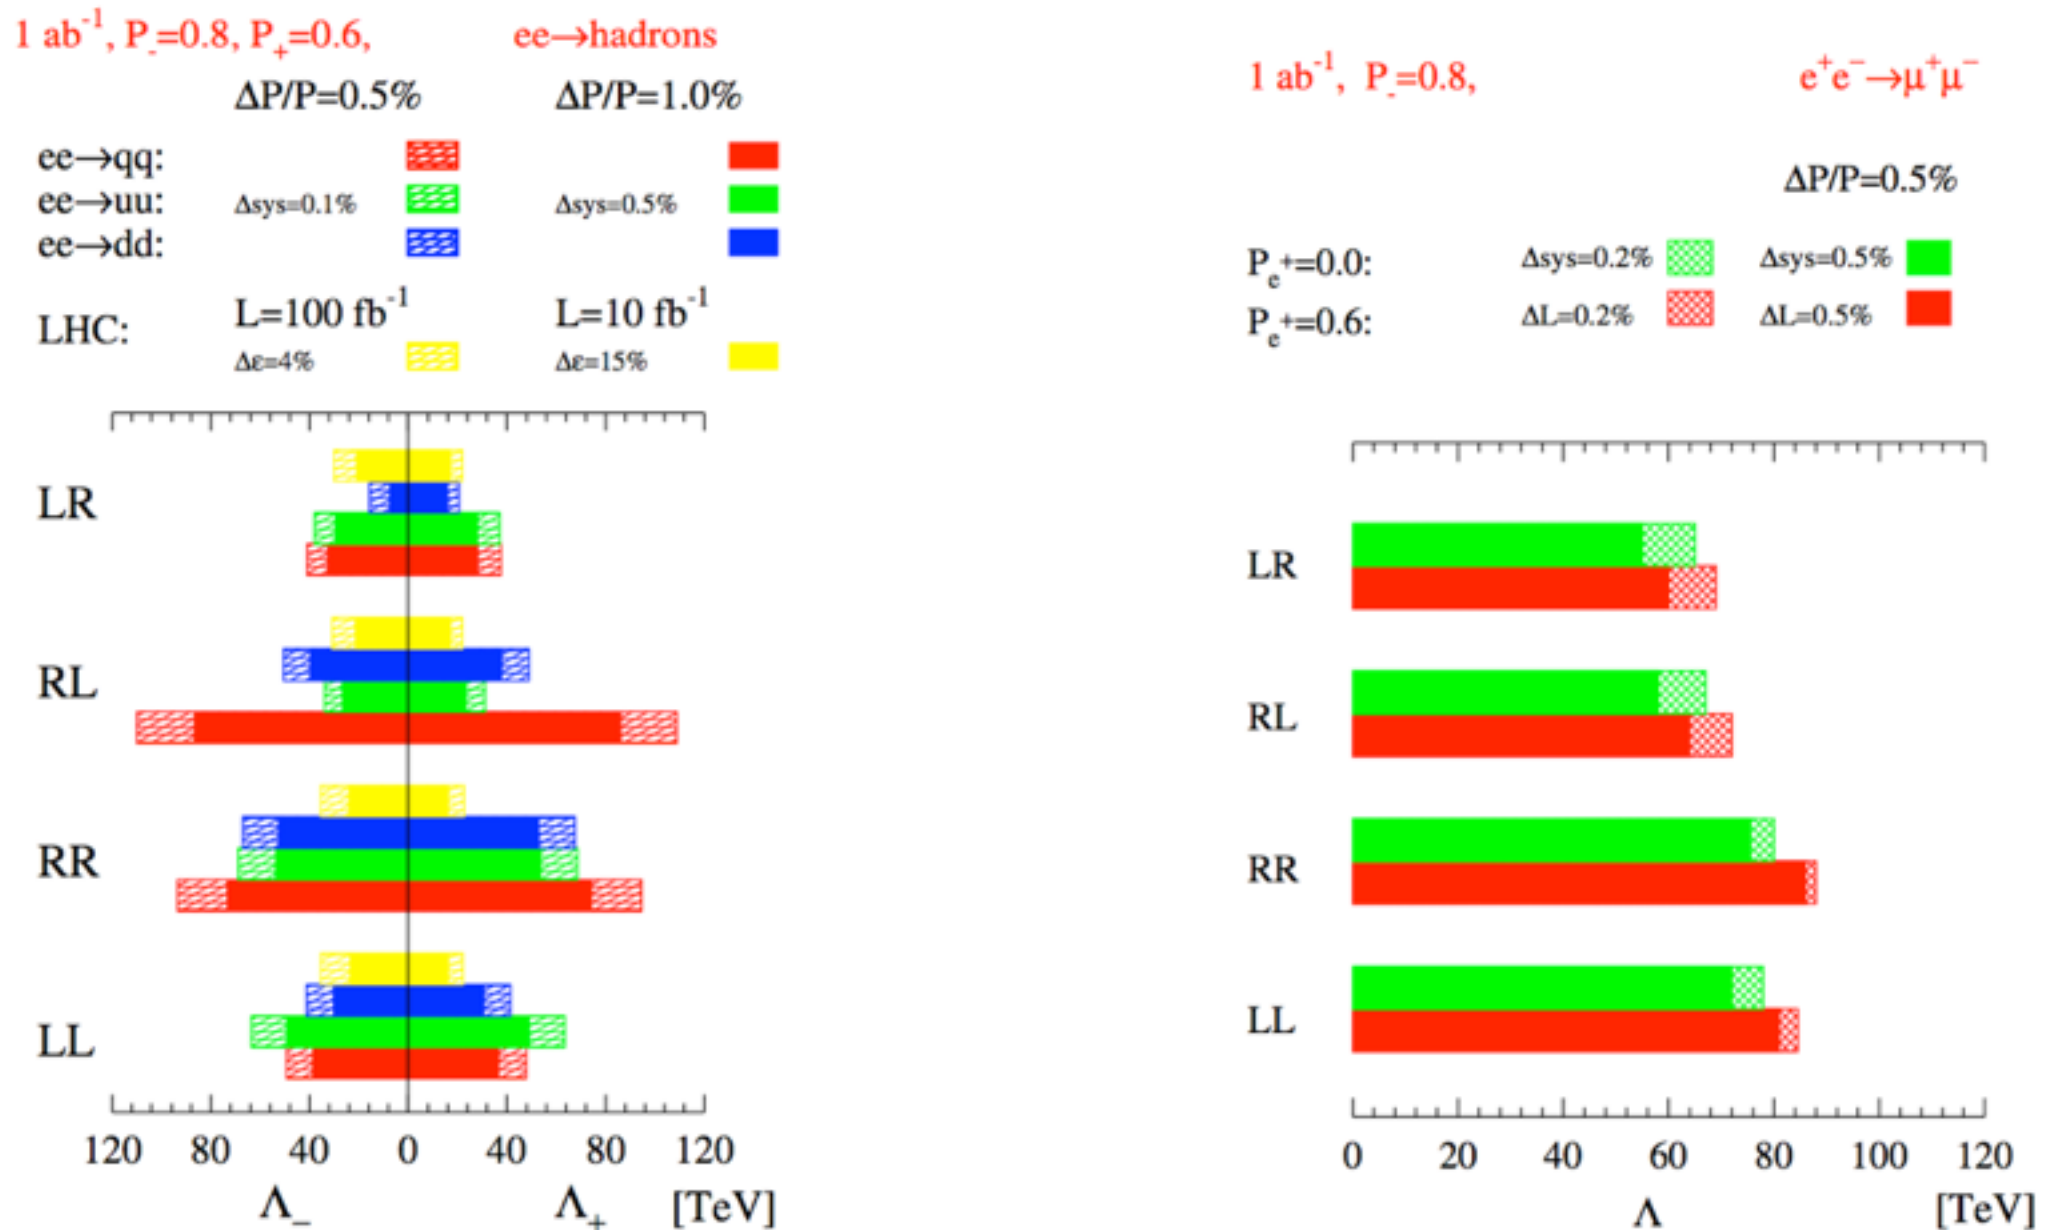 1 ab⁻¹, P₋=0.8, P₊=0.6, ee→hadrons
ΔP/P=0.5% ΔP/P=1.0%
ee→qq:
ee→uu: Δsys=0.1% Δsys=0.5%
ee→dd:
LHC: L=100 fb⁻¹ L=10 fb⁻¹
Δε=4% Δε=15%
LR
RL
RR
LL
120 80 40 0 40 80 120
Λ₋ Λ₊ [TeV]
1 ab⁻¹, P₋=0.8, e⁺e⁻→μ⁺μ⁻
ΔP/P=0.5%
Pₑ⁺=0.0: Δsys=0.2% Δsys=0.5%
Pₑ⁺=0.6: ΔL=0.2% ΔL=0.5%
LR
RL
RR
LL
0 20 40 60 80 100 120
Λ [TeV]